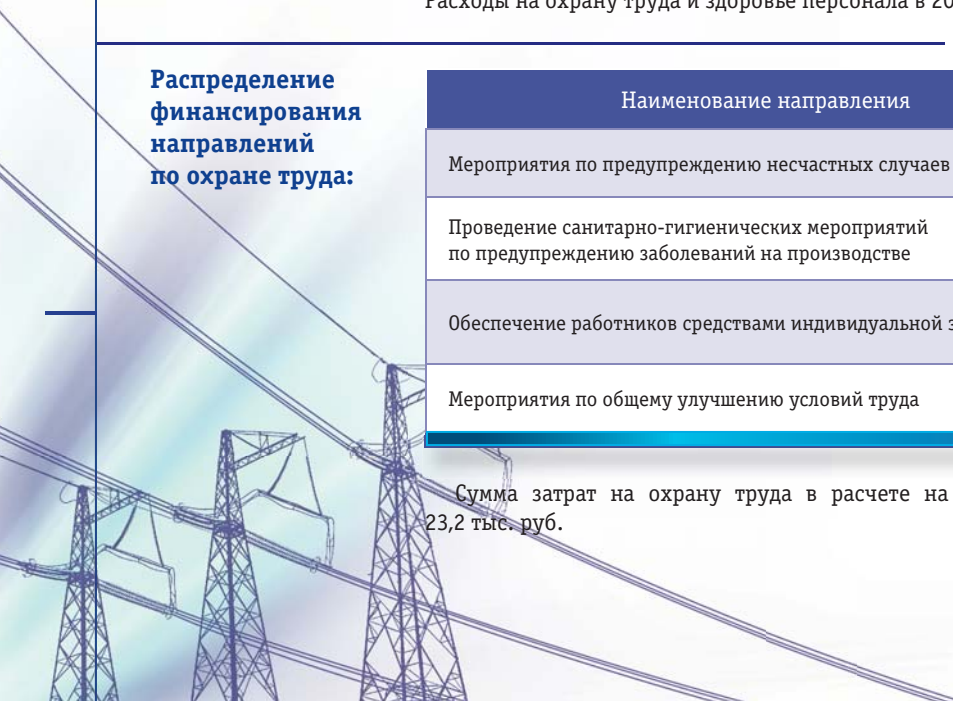 Расходы на охрану труда и здоровье персонала в 20
Распределение
финансирования
направлений
по охране труда:
Наименование направления
Мероприятия по предупреждению несчастных случаев
Проведение санитарно-гигиенических мероприятий
по предупреждению заболеваний на производстве
Обеспечение работников средствами индивидуальной
Мероприятия по общему улучшению условий труда
Сумма затрат на охрану труда в расчете на
23,2 тыс. руб.